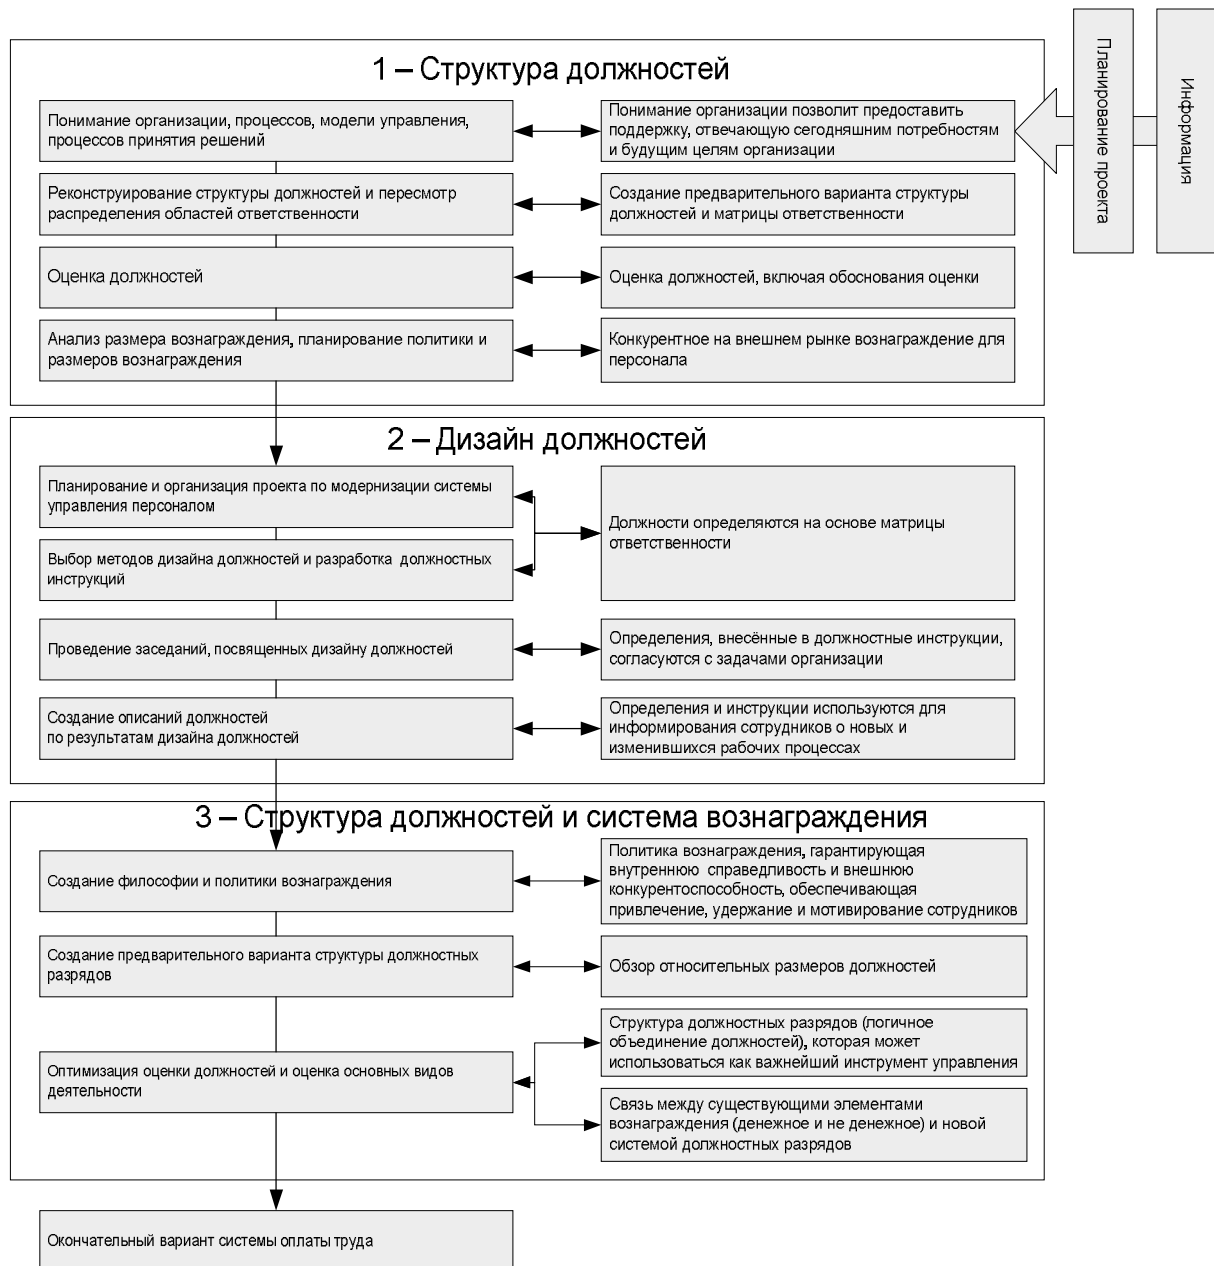 1 – Структура должностей
Понимание организации, процессов, модели управления,
процессов принятия решений
Понимание организации позволит предоставить
поддержку, отвечающую сегодняшним потребностям
и будущим целям организации
Планирование проекта
Информация
Реконструирование структуры должностей и пересмотр
распределения областей ответственности
Создание предварительного варианта структуры
должностей и матрицы ответственности
Оценка должностей
Оценка должностей, включая обоснования оценки
Анализ размера вознаграждения, планирование политики и
размеров вознаграждения
Конкурентное на внешнем рынке вознаграждение для
персонала
2 – Дизайн должностей
Планирование и организация проекта по модернизации системы
управления персоналом
Выбор методов дизайна должностей и разработка должностных
инструкций
Должности определяются на основе матрицы
ответственности
Проведение заседаний, посвященных дизайну должностей
Определения, внесённые в должностные инструкции,
согласуются с задачами организации
Создание описаний должностей
по результатам дизайна должностей
Определения и инструкции используются для
информирования сотрудников о новых и
изменившихся рабочих процессах
3 – Структура должностей и система вознаграждения
Создание философии и политики вознаграждения
Политика вознаграждения, гарантирующая
внутреннюю справедливость и внешнюю
конкурентоспособность, обеспечивающая
привлечение, удержание и мотивирование сотрудников
Создание предварительного варианта структуры должностных
разрядов
Обзор относительных размеров должностей
Оптимизация оценки должностей и оценка основных видов
деятельности
Структура должностных разрядов (логичное
объединение должностей), которая может
использоваться как важнейший инструмент управления
Связь между существующими элементами
вознаграждения (денежное и не денежное) и новой
системой должностных разрядов
Окончательный вариант системы оплаты труда